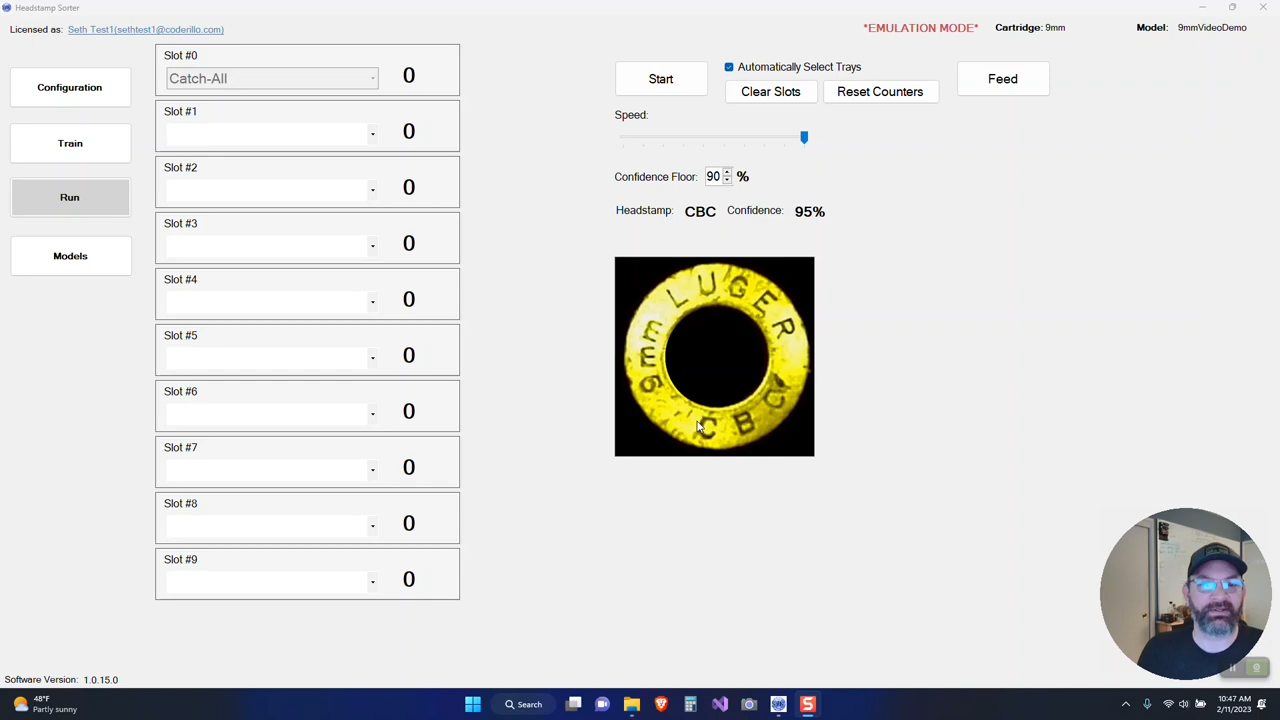 Headstamp Sorter
Licensed as: Seth Test1(sethtest1@coderillo.com)
*EMULATION MODE* Cartridge: 9mm Model: 9mmVideoDemo
Configuration
Train
Run
Models
Slot #0
Catch-All 0
Slot #1
0
Slot #2
0
Slot #3
0
Slot #4
0
Slot #5
0
Slot #6
0
Slot #7
0
Slot #8
0
Slot #9
0
Start
Automatically Select Trays
Clear Slots Reset Counters
Feed
Speed:
Confidence Floor: 90 %
Headstamp: CBC Confidence: 95%
9mm LUGER
CBC
Software Version: 1.0.15.0
48°F
Partly sunny
Search
10:47 AM
2/11/2023